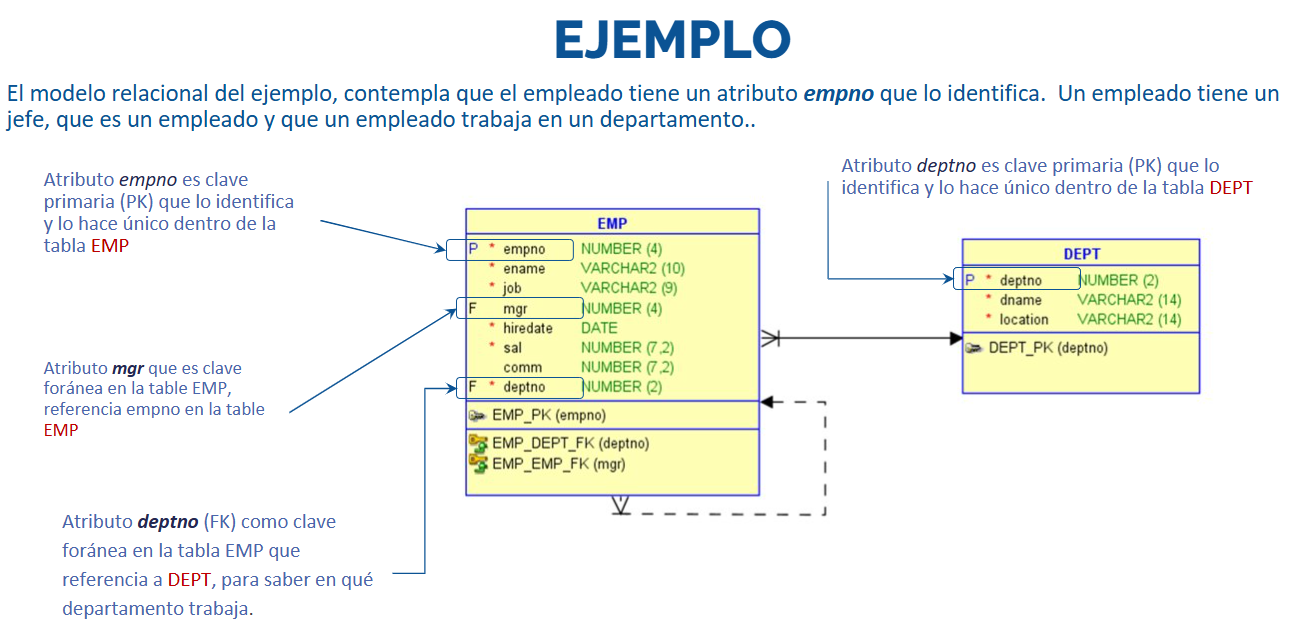 EJEMPLO
El modelo relacional del ejemplo, contempla que el empleado tiene un atributo empno que lo identifica.  Un empleado tiene un
jefe, que es un empleado y que un empleado trabaja en un departamento..
Atributo empno es clave
primaria (PK) que lo identifica
y lo hace único dentro de la
tabla EMP
Atributo deptno es clave primaria (PK) que lo
identifica y lo hace único dentro de la tabla DEPT
EMP
P * empno NUMBER (4)
* ename VARCHAR2 (10)
* job VARCHAR2 (9)
F mgr NUMBER (4)
* hiredate DATE
* sal NUMBER (7,2)
comm NUMBER (7,2)
F * deptno NUMBER (2)
EMP_PK (empno)
EMP_DEPT_FK (deptno)
EMP_EMP_FK (mgr)
DEPT
P * deptno NUMBER (2)
* dname VARCHAR2 (14)
* location VARCHAR2 (14)
DEPT_PK (deptno)
Atributo mgr que es clave
foránea en la table EMP,
referencia empno en la table
EMP
Atributo deptno (FK) como clave
foránea en la tabla EMP que
referencia a DEPT, para saber en qué
departamento trabaja.